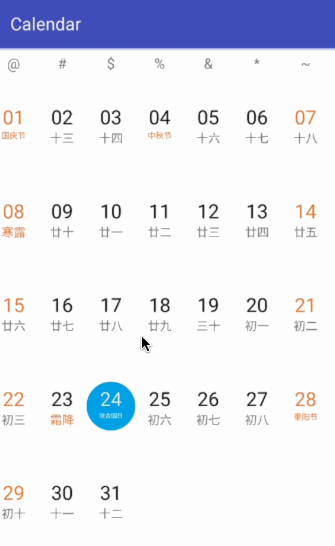 Calendar
@ # $ % & * ~
01 02 03 04 05 06 07
国庆节 十三 十四 中秋节 十六 十七 十八
08 09 10 11 12 13 14
寒露 廿十 廿一 廿二 廿三 廿四 廿五
15 16 17 18 19 20 21
廿六 廿七 廿八 廿九 三十 初一 初二
22 23 24 25 26 27 28
初三 霜降 联合国日 初六 初七 初八 重阳节
29 30 31
初十 十一 十二